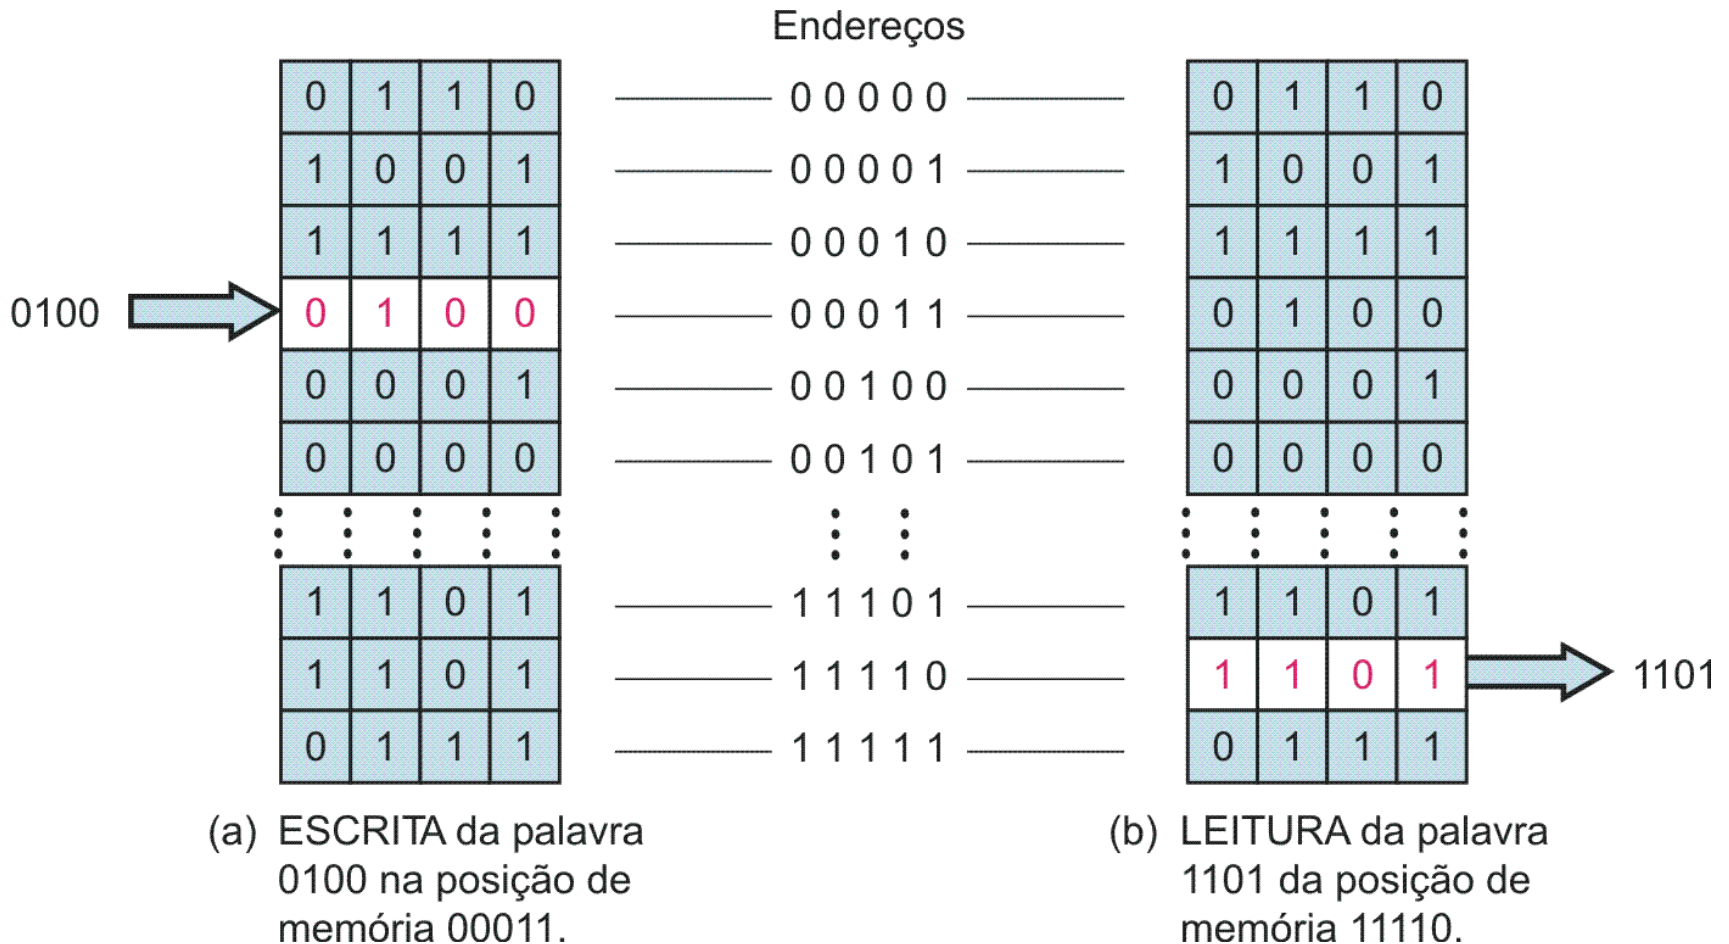 Endereços
0 1 1 0 0 0 0 0 0 0 1 1 0
1 0 0 1 0 0 0 0 1 1 0 0 1
1 1 1 1 0 0 0 1 0 1 1 1 1
0100 0 1 0 0 0 0 0 1 1 0 1 0 0
0 0 0 1 0 0 1 0 0 0 0 0 1
0 0 0 0 0 0 1 0 1 0 0 0 0
1 1 0 1 1 1 1 0 1 1 1 0 1
1 1 0 1 1 1 1 1 0 1 1 0 1 1101
0 1 1 1 1 1 1 1 1 0 1 1 1
(a) ESCRITA da palavra
0100 na posição de
memória 00011.
(b) LEITURA da palavra
1101 da posição de
memória 11110.